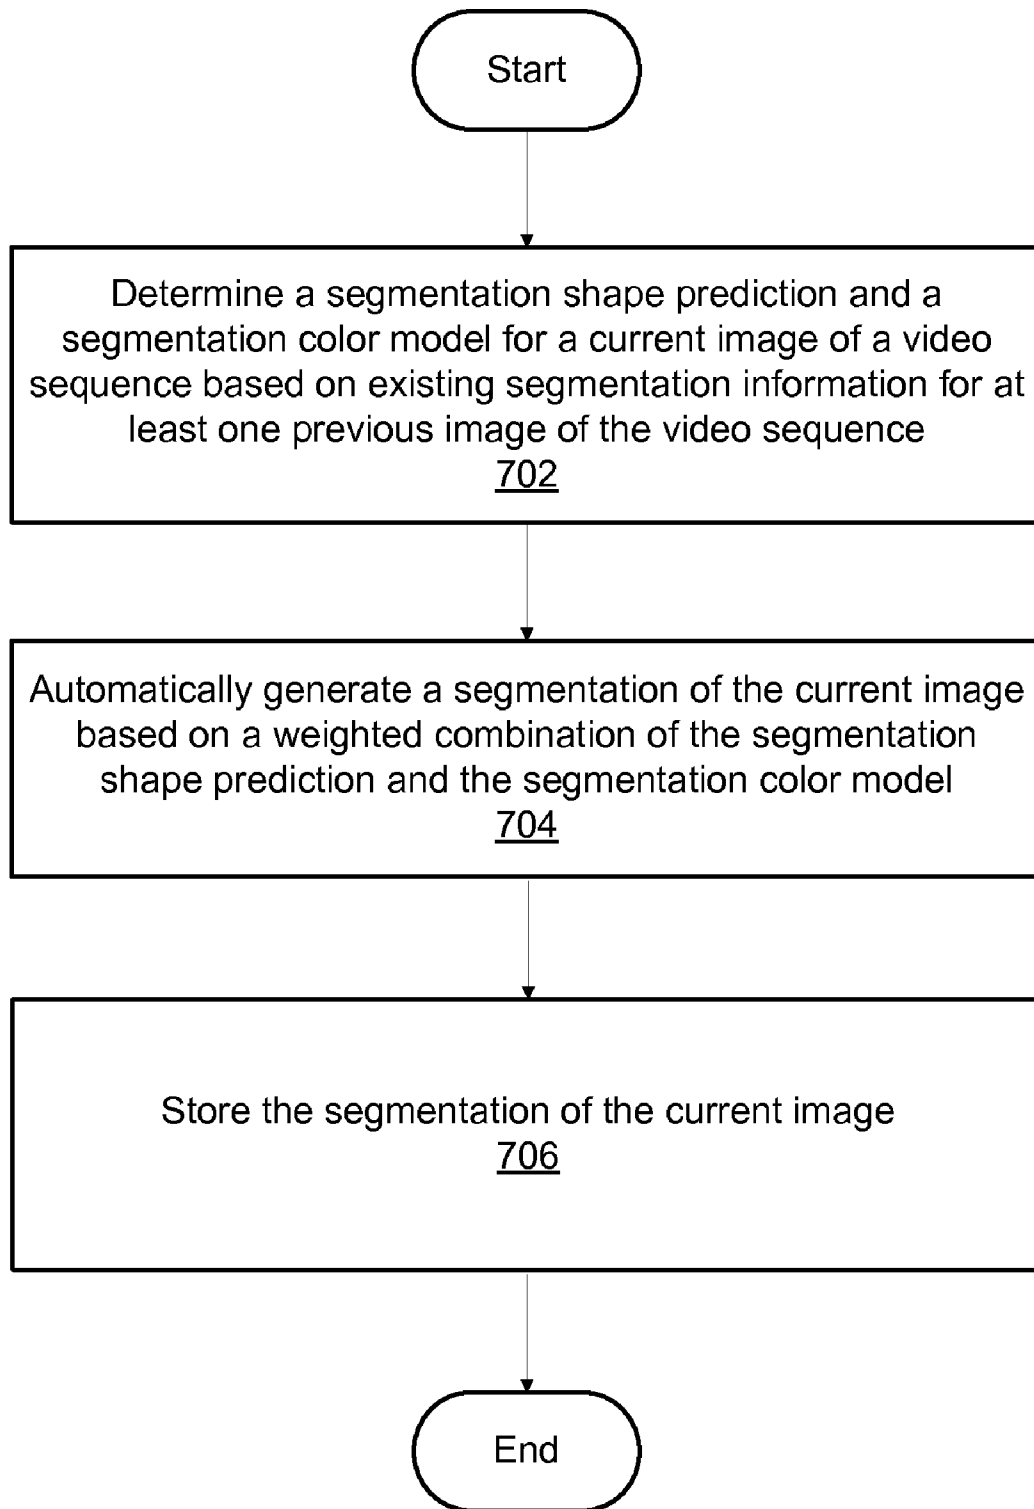 Start
Determine a segmentation shape prediction and a
segmentation color model for a current image of a video
sequence based on existing segmentation information for at
least one previous image of the video sequence
702
Automatically generate a segmentation of the current image
based on a weighted combination of the segmentation
shape prediction and the segmentation color model
704
Store the segmentation of the current image
706
End